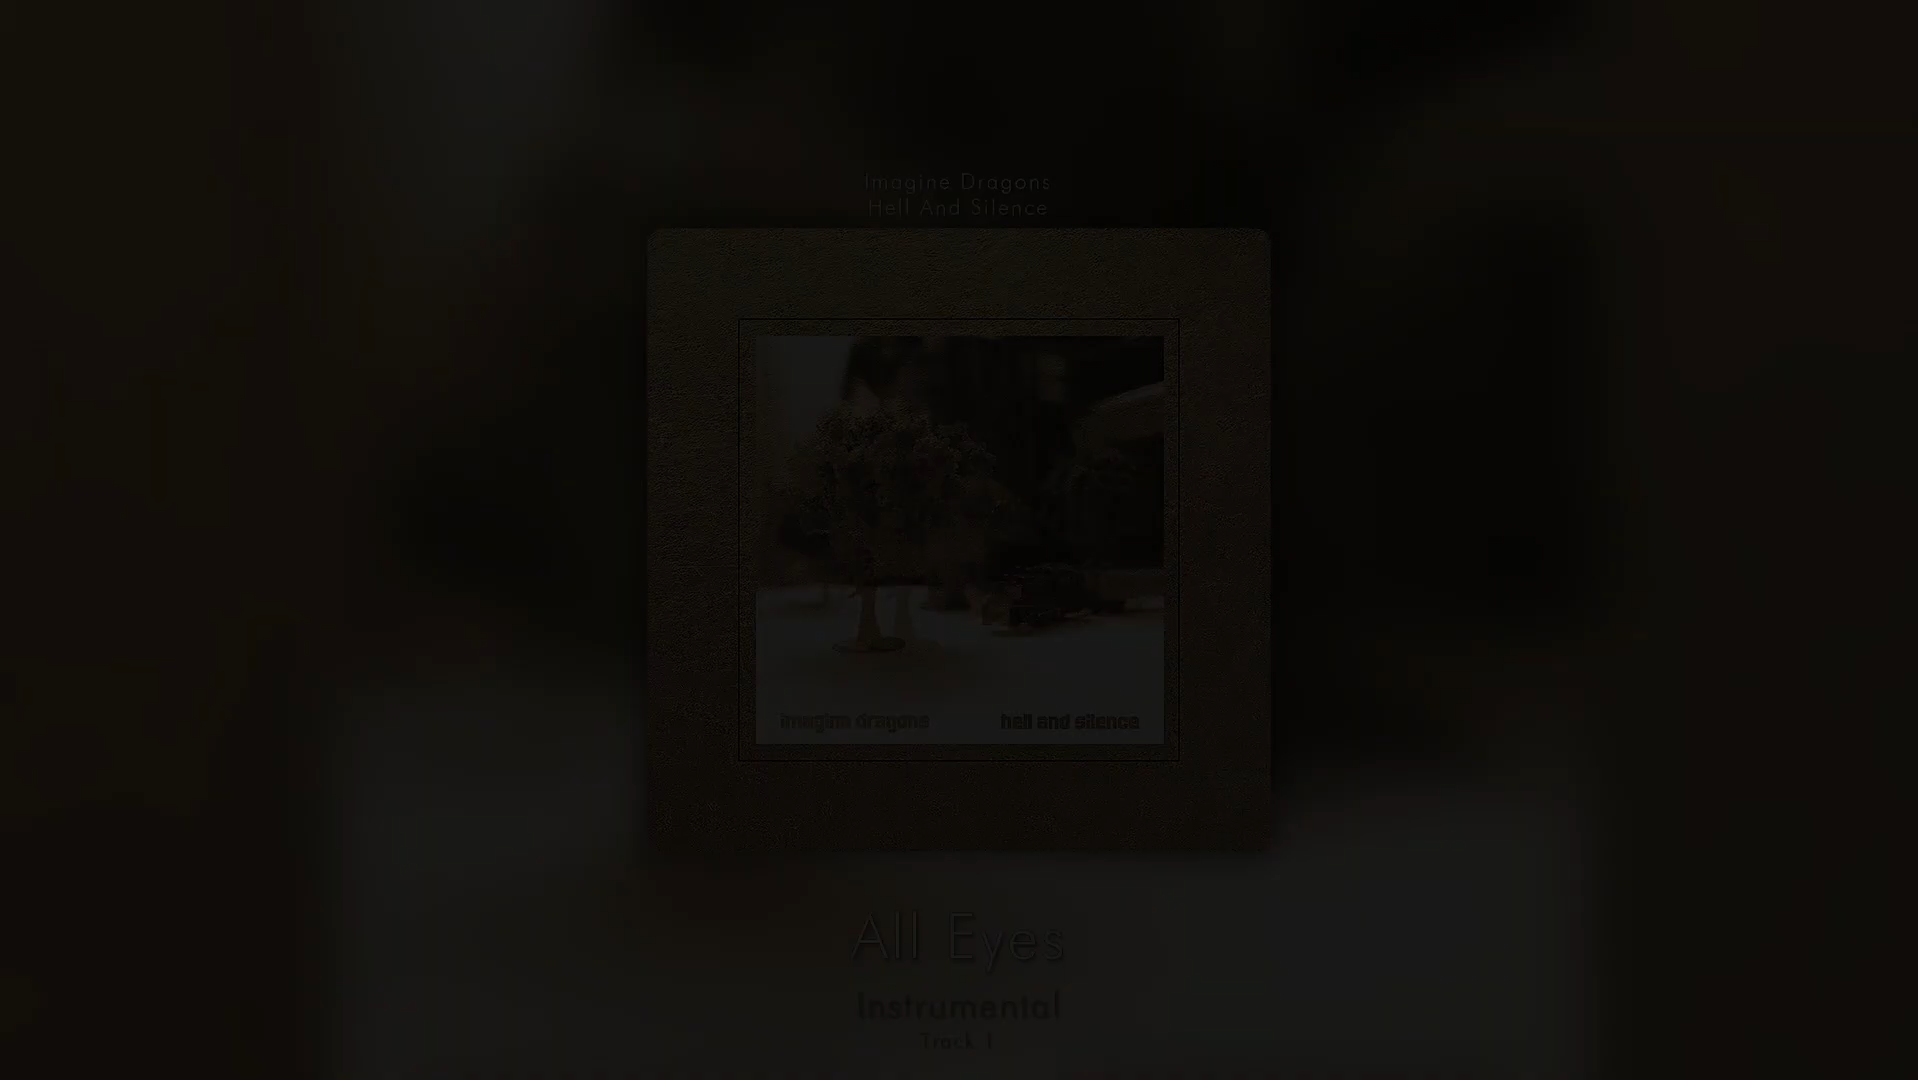 Imagine Dragons
Hell And Silence
imagine dragons hell and silence
All Eyes
Instrumental
Track 1